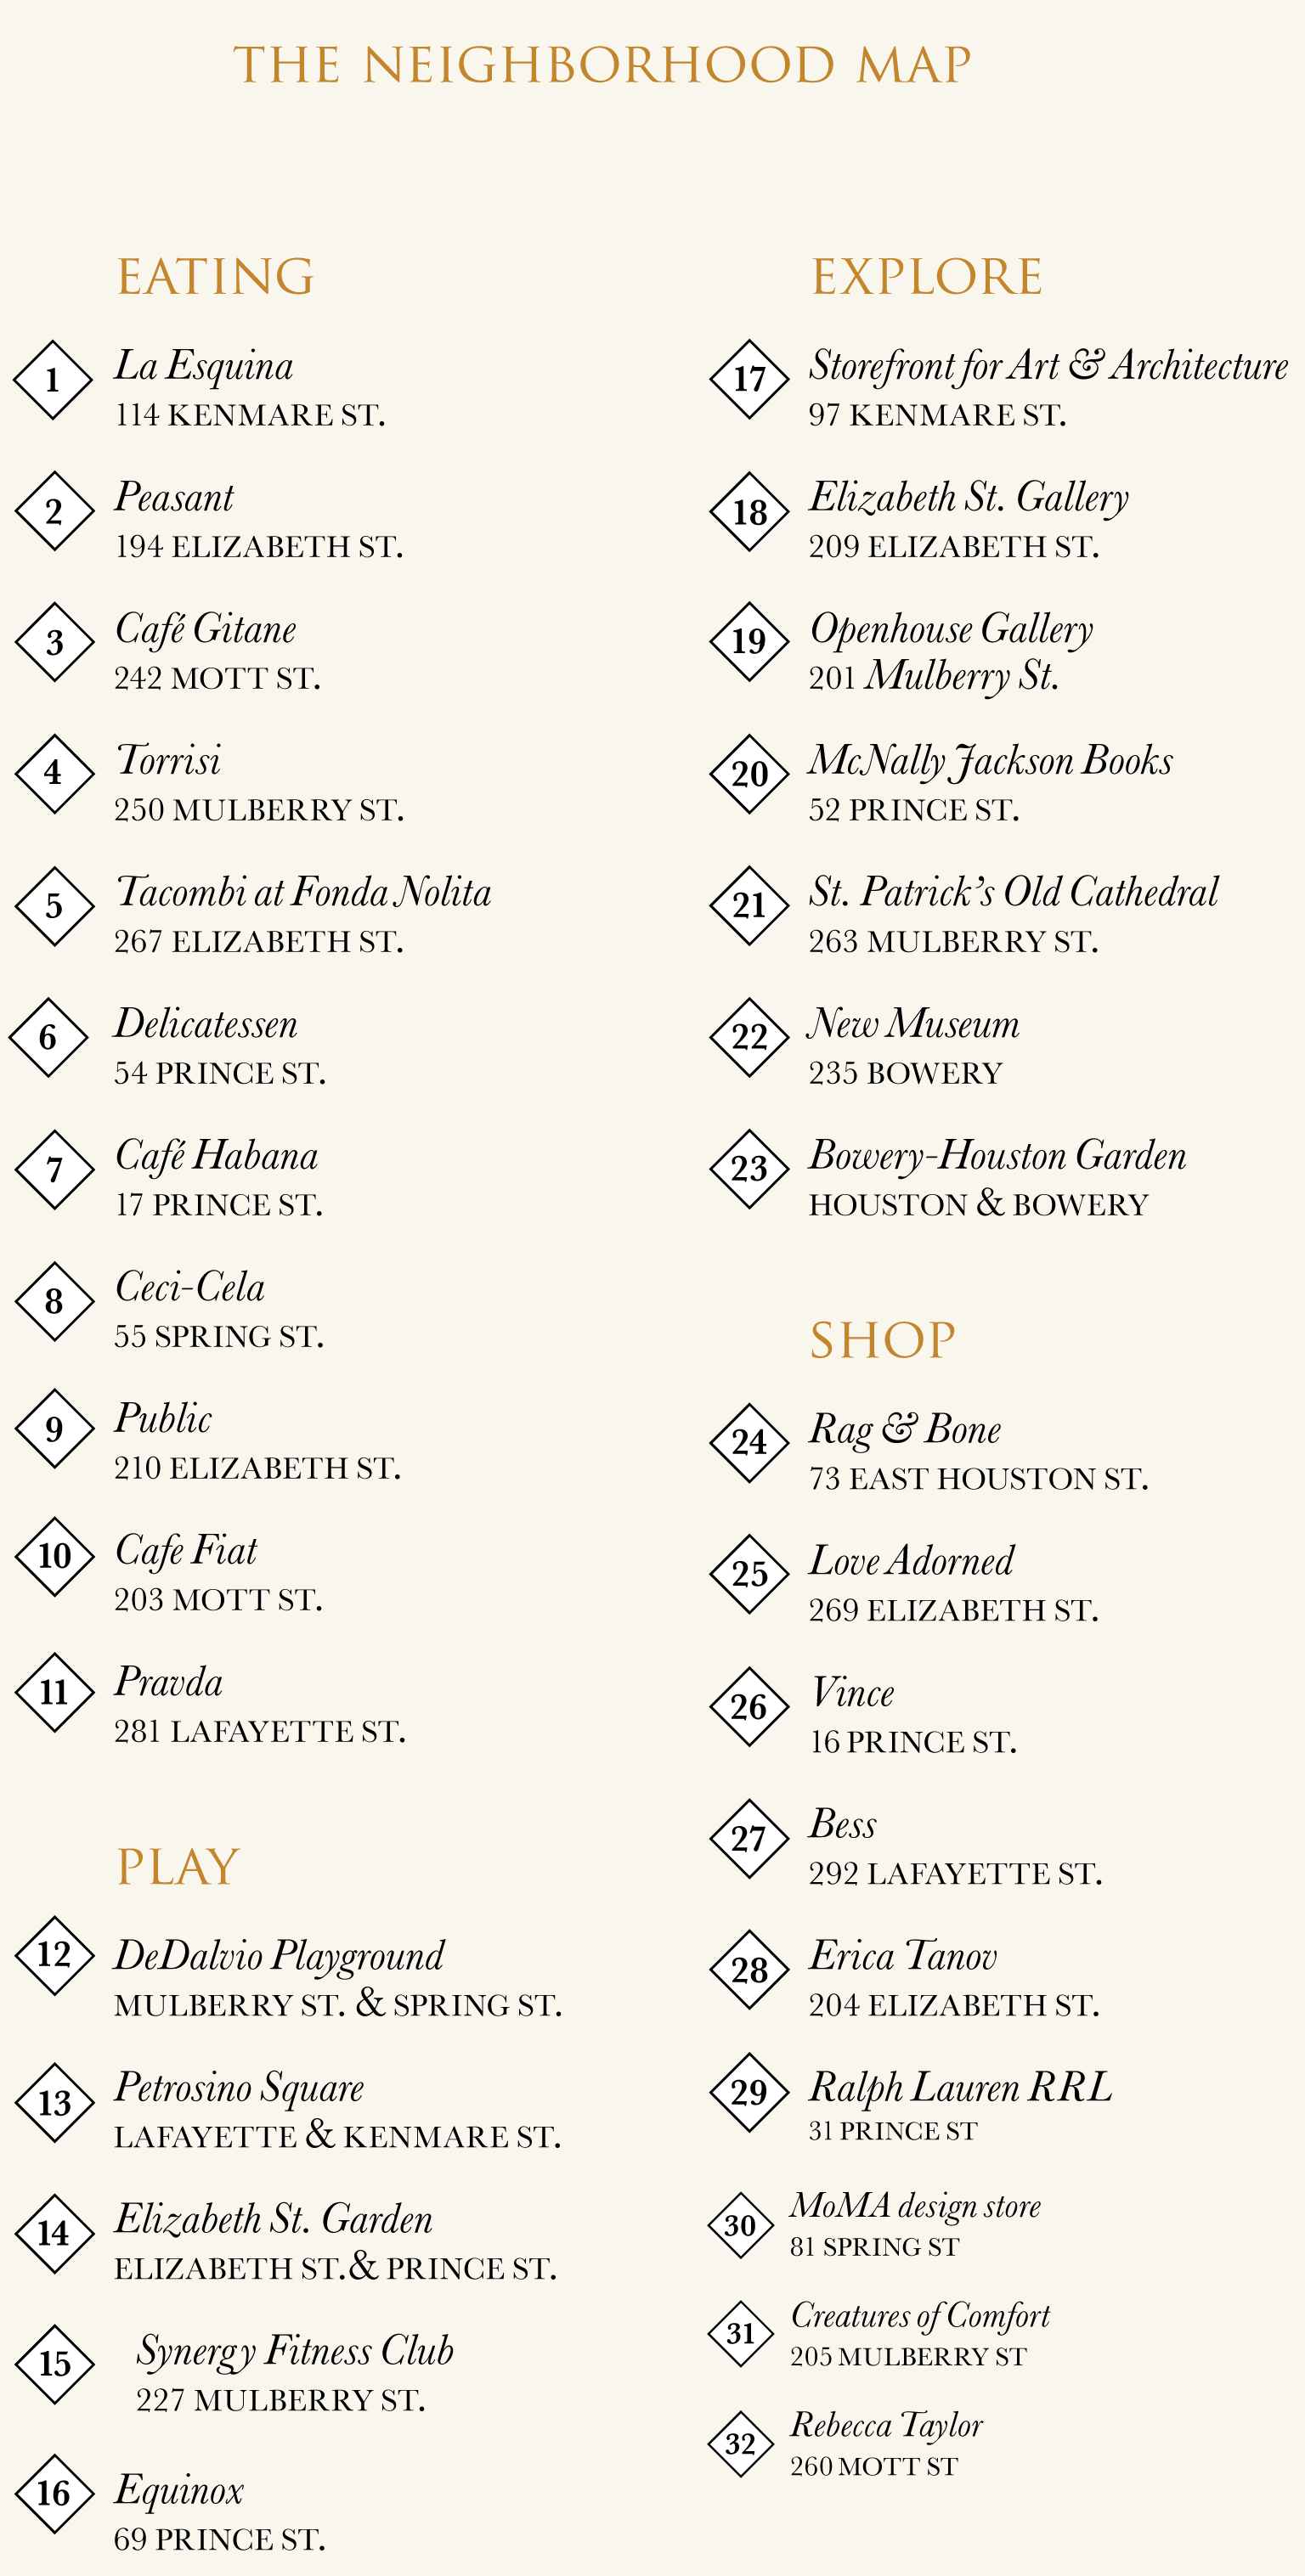 THE NEIGHBORHOOD MAP
EATING
1
La Esquina
114 KENMARE ST.
2
Peasant
194 ELIZABETH ST.
3
Café Gitane
242 MOTT ST.
4
Torrisi
250 MULBERRY ST.
5
Tacombi at Fonda Nolita
267 ELIZABETH ST.
6
Delicatessen
54 PRINCE ST.
7
Café Habana
17 PRINCE ST.
8
Ceci-Cela
55 SPRING ST.
9
Public
210 ELIZABETH ST.
10
Cafe Fiat
203 MOTT ST.
11
Pravda
281 LAFAYETTE ST.
PLAY
12
DeDalvio Playground
MULBERRY ST. & SPRING ST.
13
Petrosino Square
LAFAYETTE & KENMARE ST.
14
Elizabeth St. Garden
ELIZABETH ST.& PRINCE ST.
15
Synergy Fitness Club
227 MULBERRY ST.
16
Equinox
69 PRINCE ST.
EXPLORE
17
Storefront for Art & Architecture
97 KENMARE ST.
18
Elizabeth St. Gallery
209 ELIZABETH ST.
19
Openhouse Gallery
201 Mulberry St.
20
McNally Jackson Books
52 PRINCE ST.
21
St. Patrick’s Old Cathedral
263 MULBERRY ST.
22
New Museum
235 BOWERY
23
Bowery-Houston Garden
HOUSTON & BOWERY
SHOP
24
Rag & Bone
73 EAST HOUSTON ST.
25
Love Adorned
269 ELIZABETH ST.
26
Vince
16 PRINCE ST.
27
Bess
292 LAFAYETTE ST.
28
Erica Tanov
204 ELIZABETH ST.
29
Ralph Lauren RRL
31 PRINCE ST
30
MoMA design store
81 SPRING ST
31
Creatures of Comfort
205 MULBERRY ST
32
Rebecca Taylor
260 MOTT ST